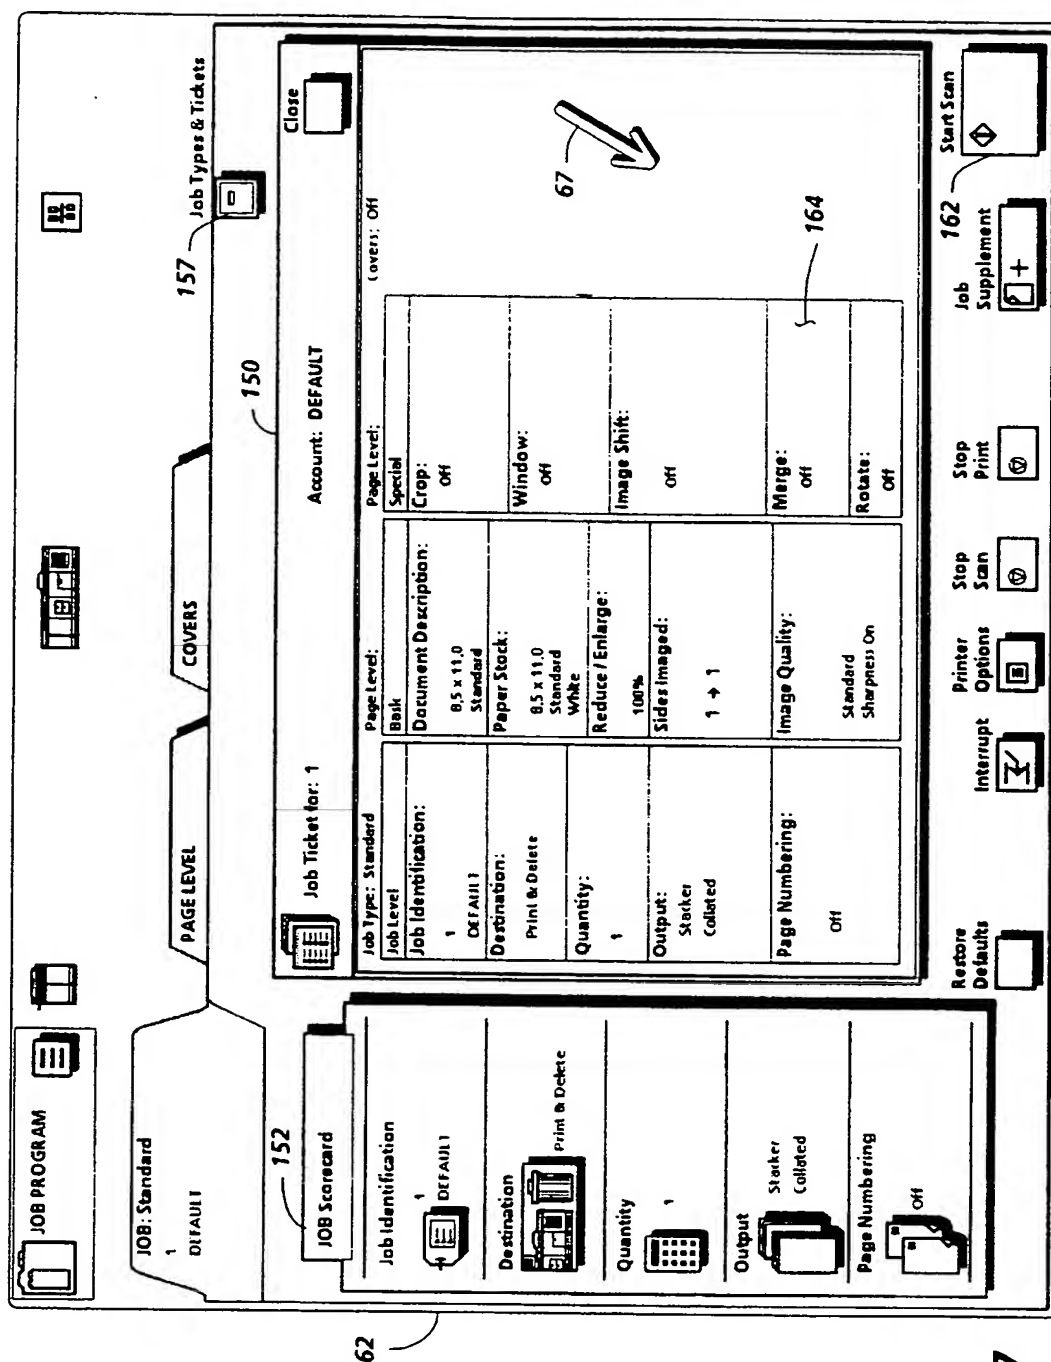 JOB PROGRAM
JOB: Standard
1
DEFAULT
PAGE LEVEL
COVERS
157
Job Types & Tickets
152
150
JOB Scorecard
Job Identification
1
DEFAULT
Destination
Print & Delete
Quantity
1
Output
Stacker
Collated
Page Numbering
Off
Job Ticket for: 1
Account: DEFAULT
Close
Job Type: Standard
Job Level
Job Identification:
1
DEFAULT
Destination:
Print & Delete
Quantity:
1
Output:
Stacker
Collated
Page Numbering:
Off
Page Level:
Basic
Document Description:
8.5 x 11.0
Standard
Paper Stock:
8.5 x 11.0
Standard
White
Reduce / Enlarge:
100%
Sides Imaged:
1 → 1
Image Quality:
Standard
Sharpness On
Page Level:
Special
Crop:
Off
Window:
Off
Image Shift:
Off
Merge:
Off
Rotate:
Off
Covers: Off
67
164
Restore
Defaults
Interrupt
Printer
Options
Stop
Scan
Stop
Print
Job
Supplement
162
Start Scan
62
7